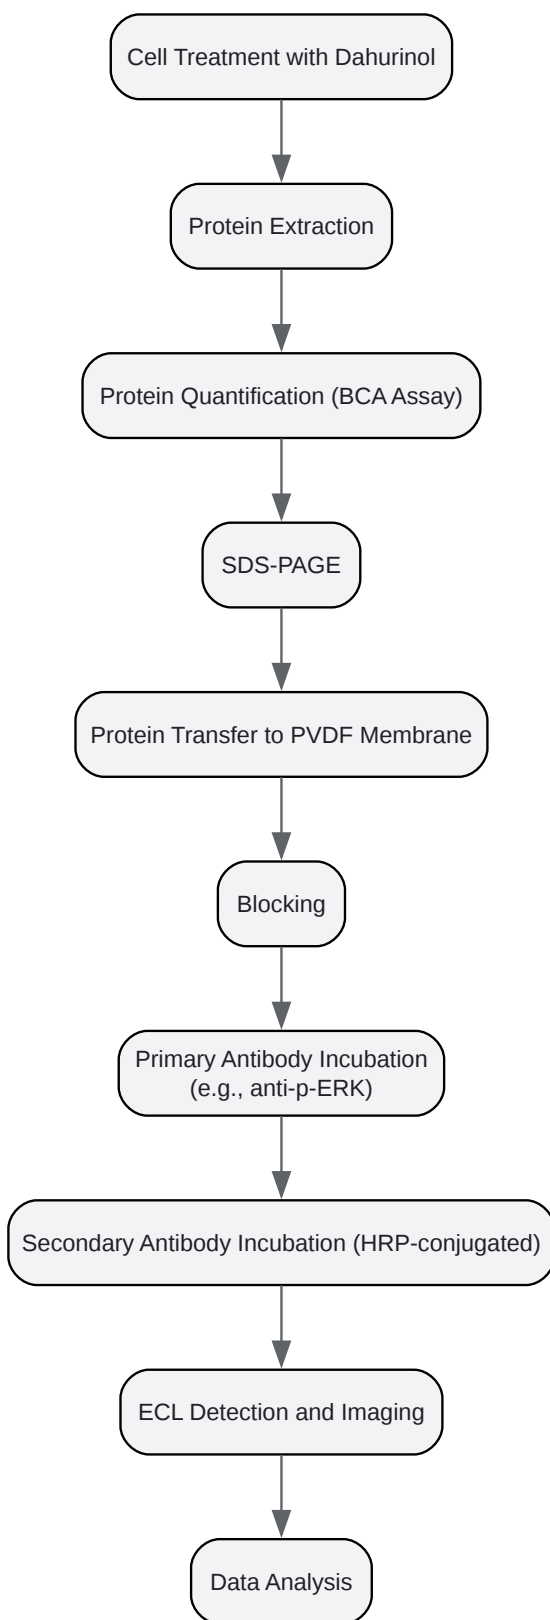 Cell Treatment with Dahurinol
Protein Extraction
Protein Quantification (BCA Assay)
SDS-PAGE
Protein Transfer to PVDF Membrane
Blocking
Primary Antibody Incubation
(e.g., anti-p-ERK)
Secondary Antibody Incubation (HRP-conjugated)
ECL Detection and Imaging
Data Analysis